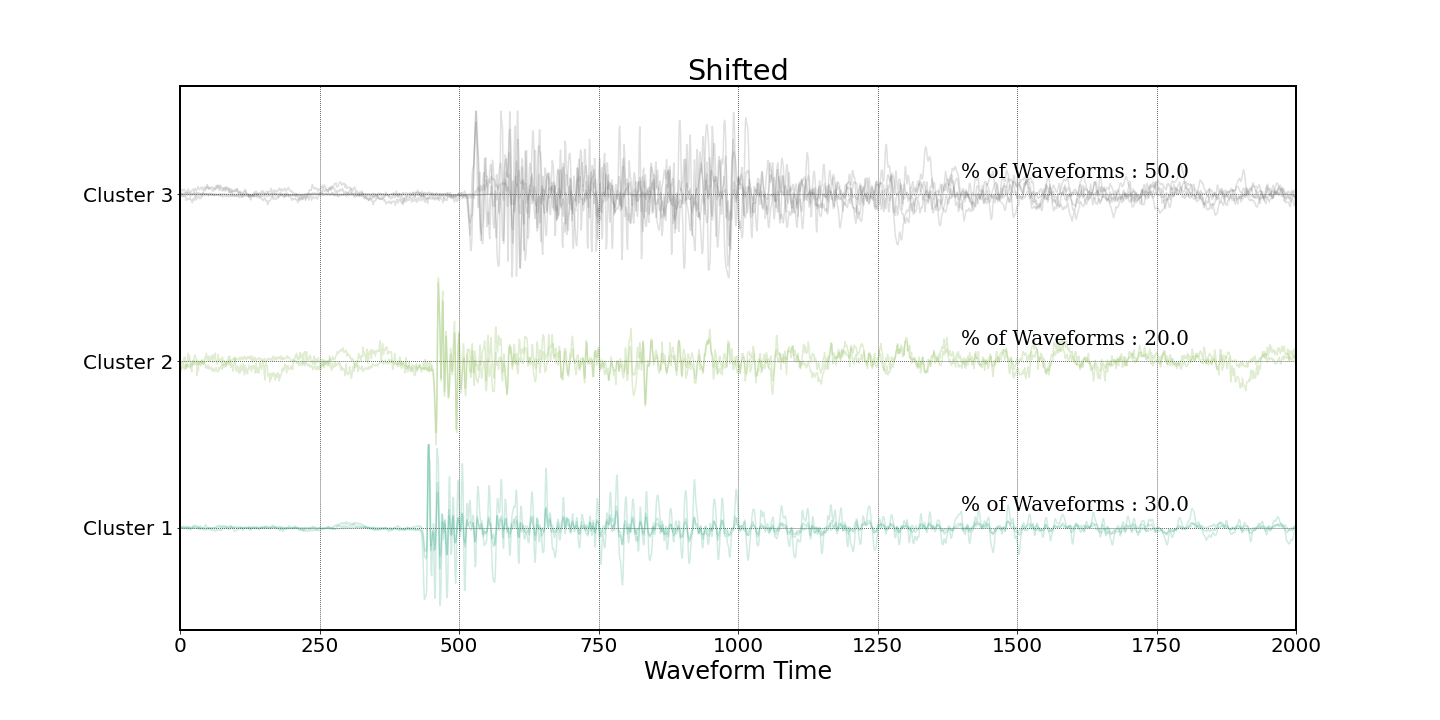 Shifted
Cluster 3
% of Waveforms : 50.0
Cluster 2
% of Waveforms : 20.0
Cluster 1
% of Waveforms : 30.0
0 250 500 750 1000 1250 1500 1750 2000
Waveform Time